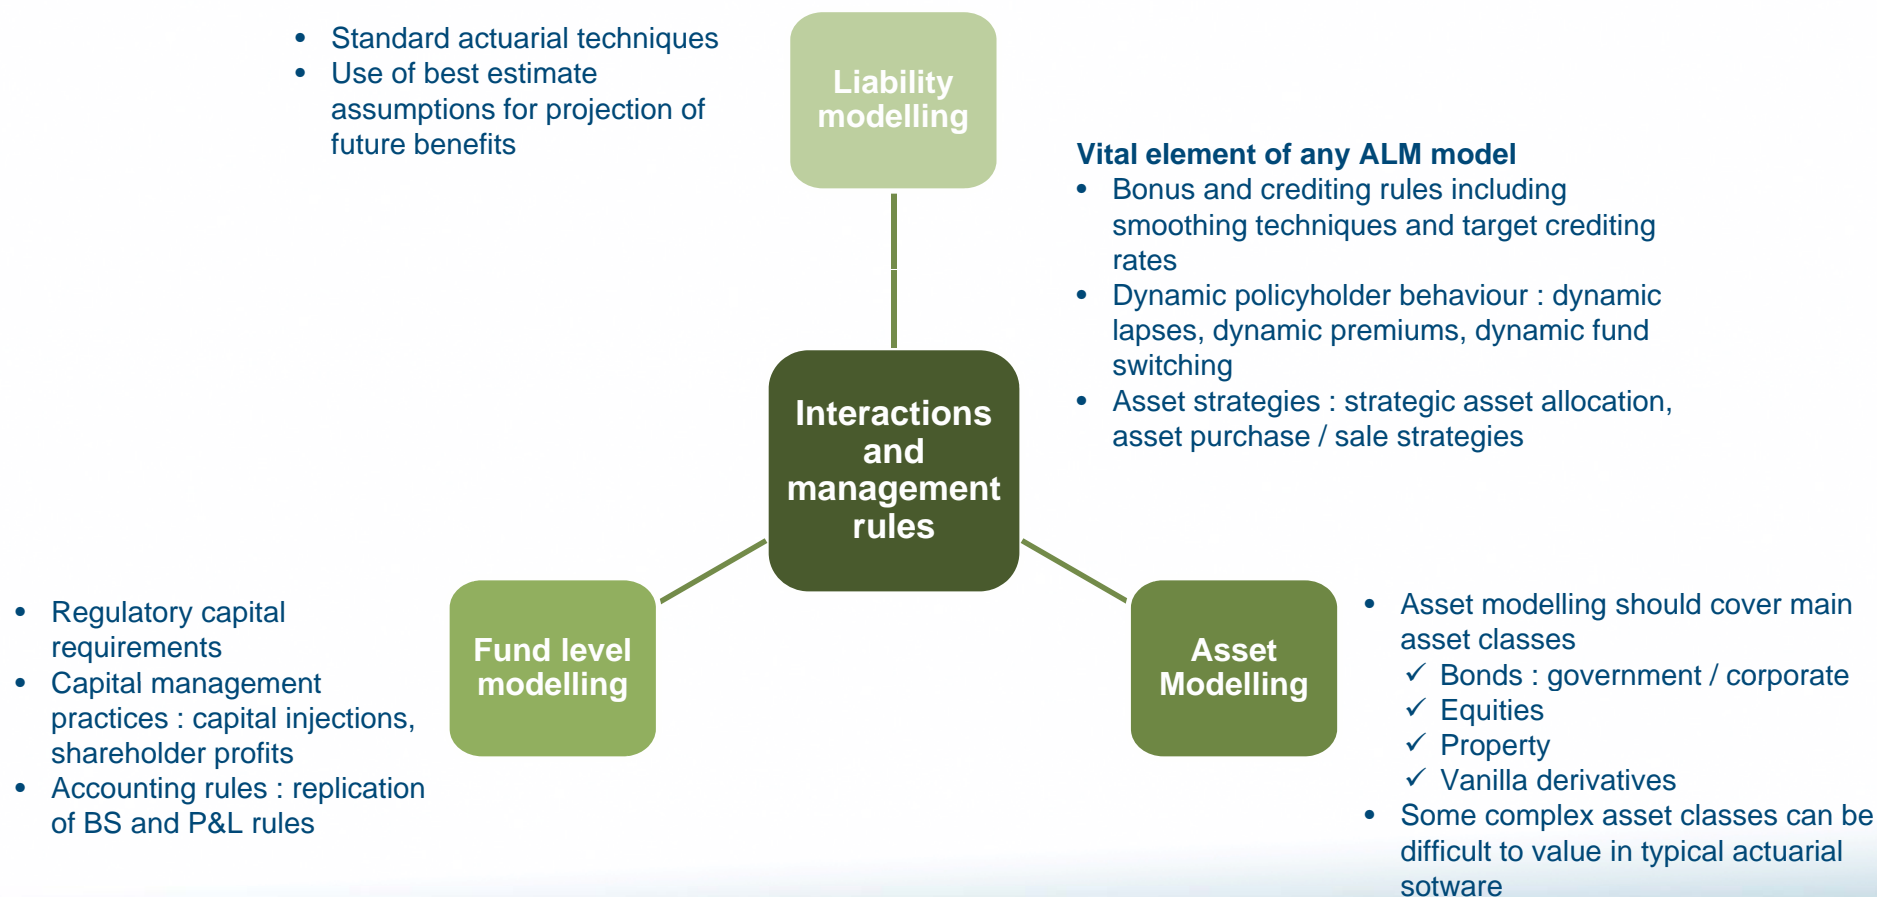 • Standard actuarial techniques
• Use of best estimate
assumptions for projection of
future benefits
Liability
modelling
Vital element of any ALM model
• Bonus and crediting rules including
smoothing techniques and target crediting
rates
• Dynamic policyholder behaviour : dynamic
lapses, dynamic premiums, dynamic fund
switching
• Asset strategies : strategic asset allocation,
asset purchase / sale strategies
Interactions
and
management
rules
• Regulatory capital
requirements
• Capital management
practices : capital injections,
shareholder profits
• Accounting rules : replication
of BS and P&L rules
Fund level
modelling
Asset
Modelling
• Asset modelling should cover main
asset classes
✓ Bonds : government / corporate
✓ Equities
✓ Property
✓ Vanilla derivatives
• Some complex asset classes can be
difficult to value in typical actuarial
sotware